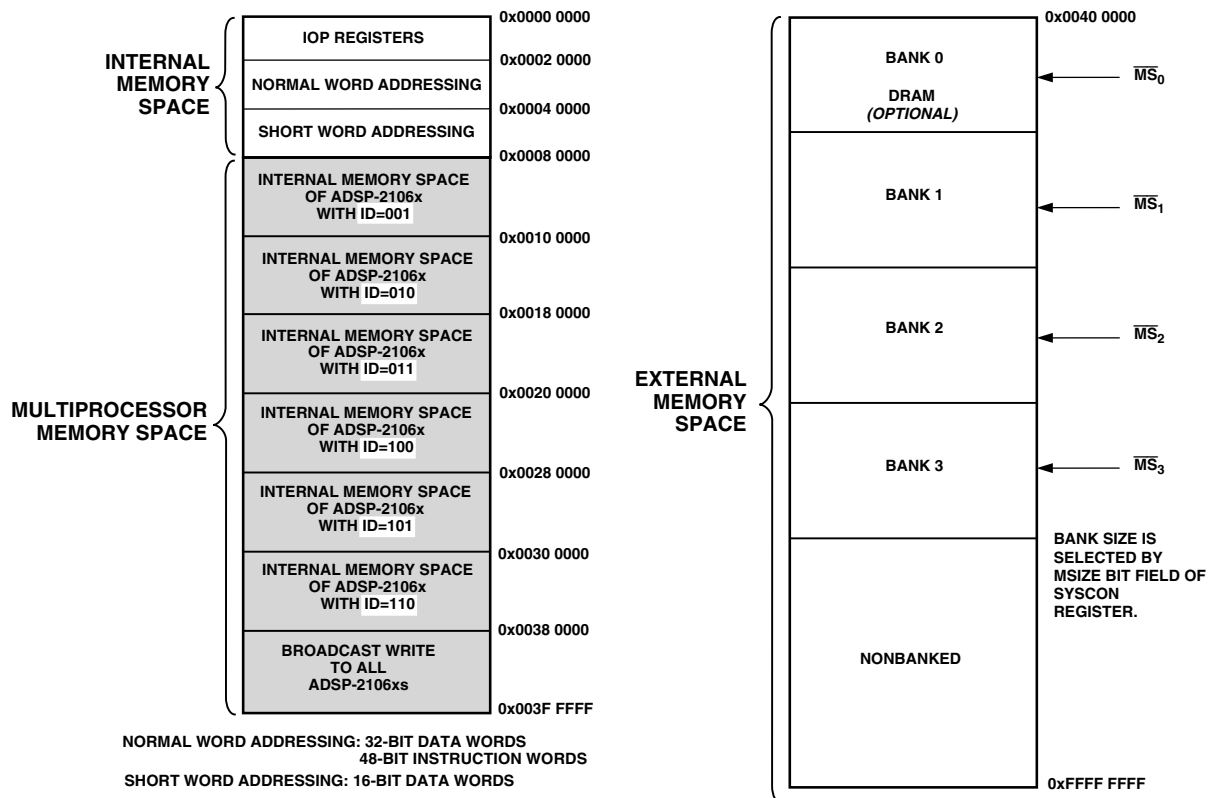 INTERNAL
MEMORY
SPACE
0x0000 0000
IOP REGISTERS
0x0002 0000
NORMAL WORD ADDRESSING
0x0004 0000
SHORT WORD ADDRESSING
0x0008 0000
MULTIPROCESSOR
MEMORY SPACE
INTERNAL MEMORY SPACE
OF ADSP-2106x
WITH ID=001
0x0010 0000
INTERNAL MEMORY SPACE
OF ADSP-2106x
WITH ID=010
0x0018 0000
INTERNAL MEMORY SPACE
OF ADSP-2106x
WITH ID=011
0x0020 0000
INTERNAL MEMORY SPACE
OF ADSP-2106x
WITH ID=100
0x0028 0000
INTERNAL MEMORY SPACE
OF ADSP-2106x
WITH ID=101
0x0030 0000
INTERNAL MEMORY SPACE
OF ADSP-2106x
WITH ID=110
0x0038 0000
BROADCAST WRITE
TO ALL
ADSP-2106xs
0x003F FFFF
NORMAL WORD ADDRESSING: 32-BIT DATA WORDS
48-BIT INSTRUCTION WORDS
SHORT WORD ADDRESSING: 16-BIT DATA WORDS
EXTERNAL
MEMORY
SPACE
0x0040 0000
BANK 0
DRAM
(OPTIONAL)
M̅S̅₀
BANK 1
M̅S̅₁
BANK 2
M̅S̅₂
BANK 3
M̅S̅₃
BANK SIZE IS
SELECTED BY
MSIZE BIT FIELD OF
SYSCON
REGISTER.
NONBANKED
0xFFFF FFFF